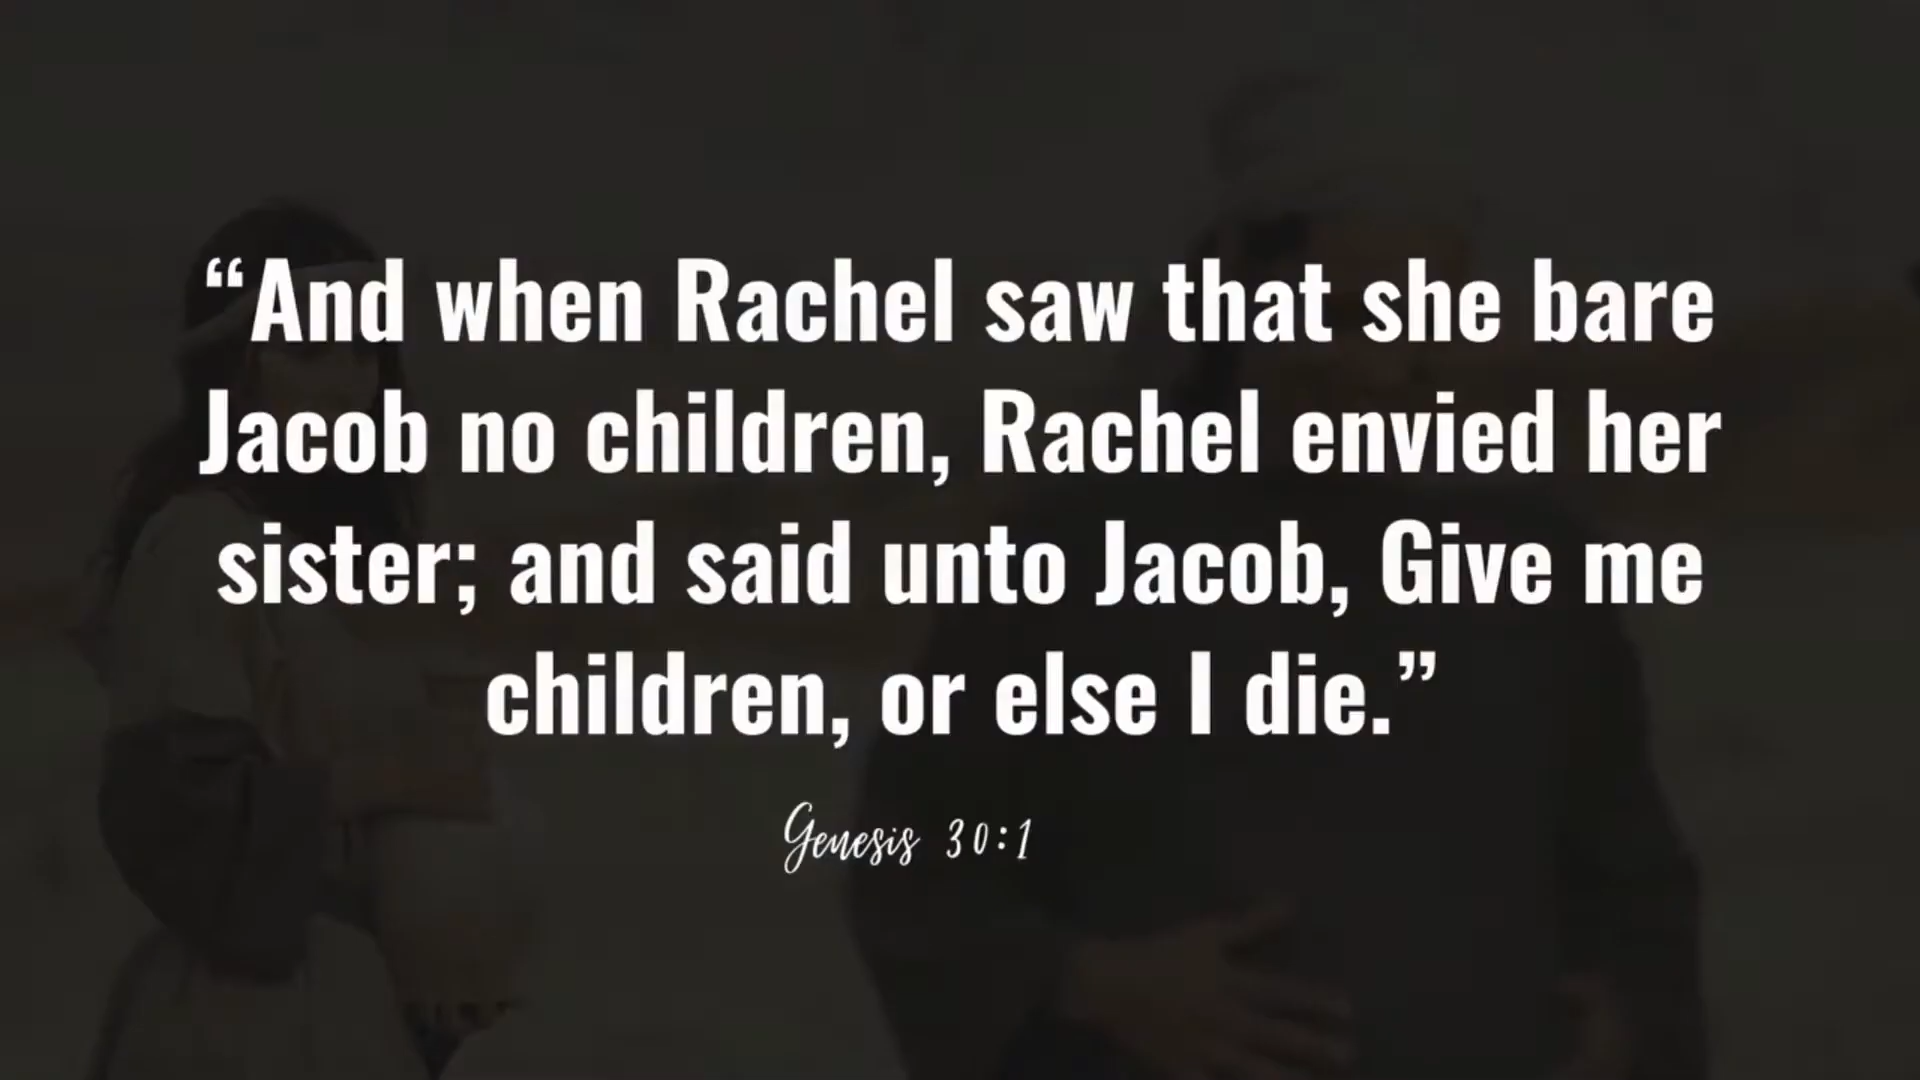 “And when Rachel saw that she bare
Jacob no children, Rachel envied her
sister; and said unto Jacob, Give me
children, or else I die.”
Genesis 30:1